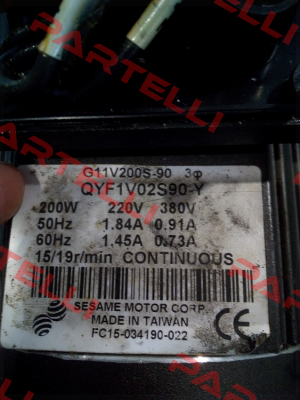 PARTELLI
G11V200S-90 3φ
QYF1V02S90-Y
200W 220V 380V
50Hz 1.84A 0.91A
60Hz 1.45A 0.73A
15/19r/min CONTINUOUS
SESAME MOTOR CORP.
MADE IN TAIWAN
FC15-034190-022
CE
PARTELLI
PARTELLI